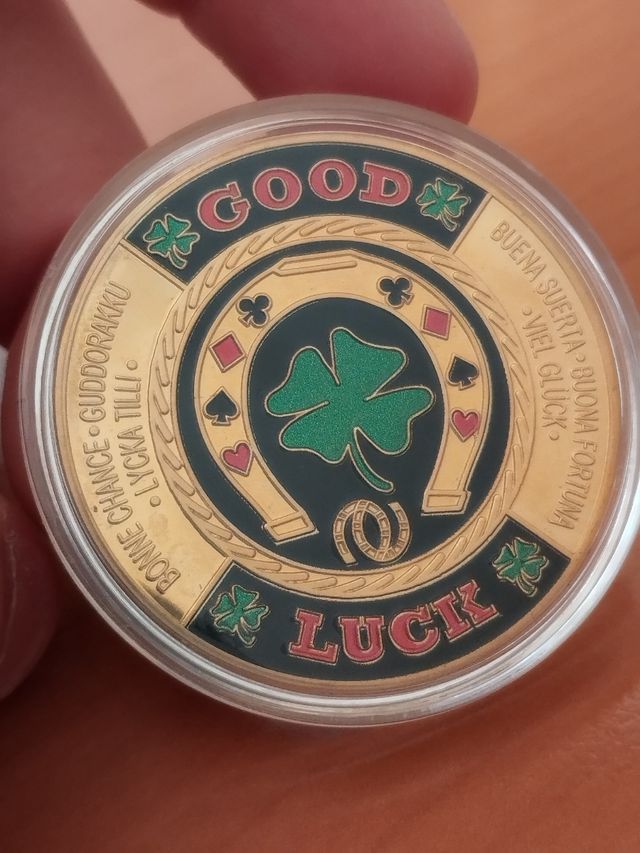 GOOD
BONNE CHANCE • GUDDORAKKU
• LYCKA TILL! •
BUENA SUERTA • BUONA FORTUNA
• VIEL GLÜCK •
LUCK